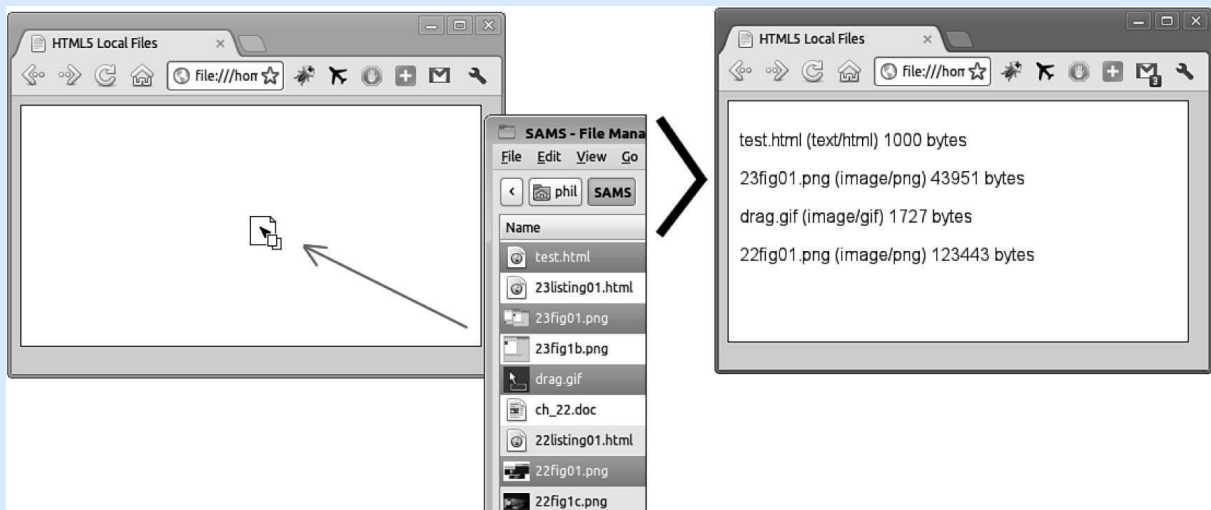 HTML5 Local Files
file:///hom
SAMS - File Mana
File Edit View Go
phil SAMS
Name
test.html
23listing01.html
23fig01.png
23fig1b.png
drag.gif
ch_22.doc
22listing01.html
22fig01.png
22fig1c.png
HTML5 Local Files
file:///hom
3
test.html (text/html) 1000 bytes
23fig01.png (image/png) 43951 bytes
drag.gif (image/gif) 1727 bytes
22fig01.png (image/png) 123443 bytes